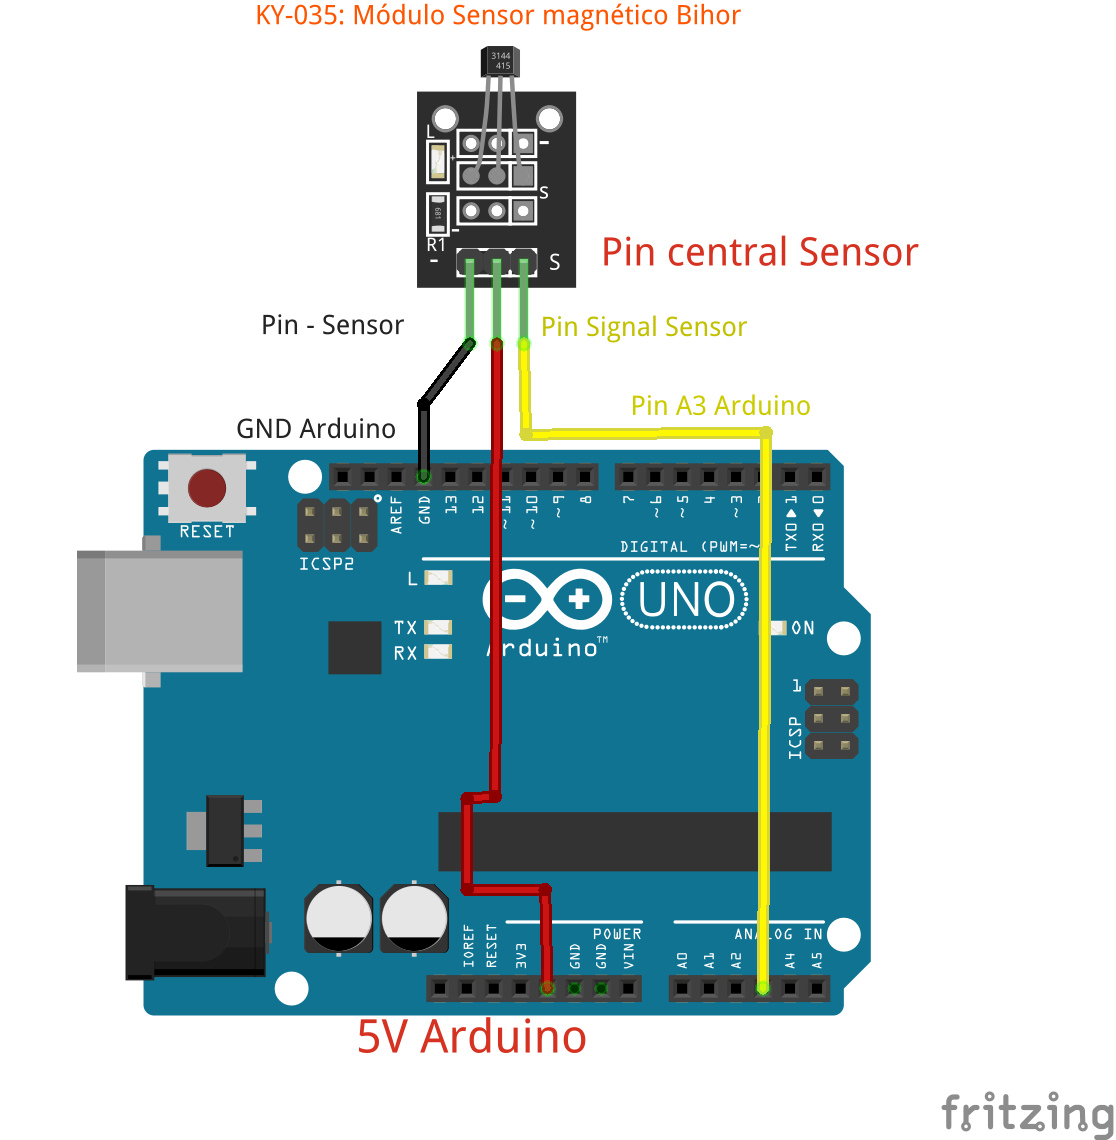 KY-035: Módulo Sensor magnético Bihor
3144
415
L
+
-
S
681
R1
-
-
S
Pin central Sensor
Pin - Sensor
Pin Signal Sensor
Pin A3 Arduino
GND Arduino
RESET
ICSP2
AREF
GND
13
12
~11
~10
~9
8
7
~6
~5
4
~3
TX0 1
RX0 0
DIGITAL (PWM=~
L
TX
RX
UNO
ON
Arduino™
1
ICSP
POWER
ANALOG IN
IOREF
RESET
3V3
GND
GND
VIN
A0
A1
A2
A4
A5
5V Arduino
fritzing